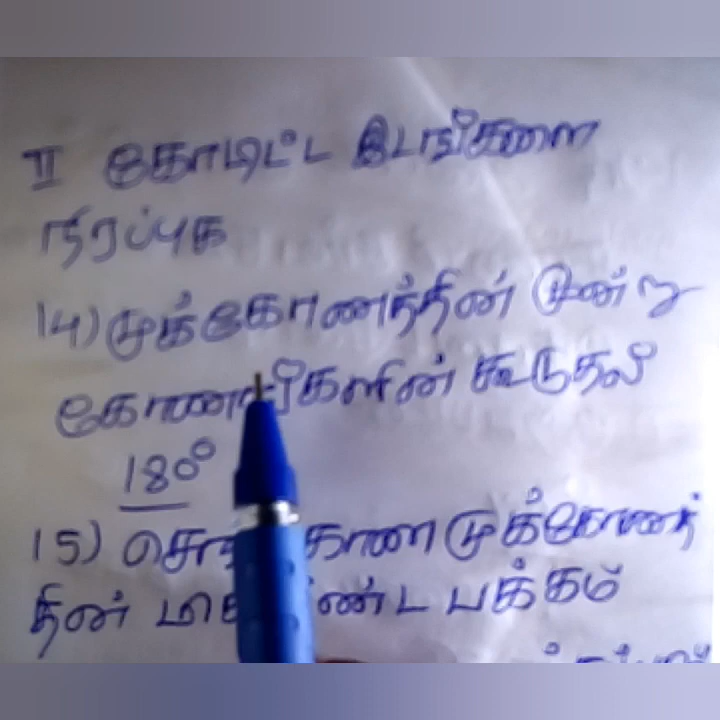 II கோடிட்ட இடங்களை
நிரப்புக
14) முக்கோணத்தின் மூன்று
கோணங்களின் கூடுதல்
180°
15) முக்கோணத்
தின் பக்கம்